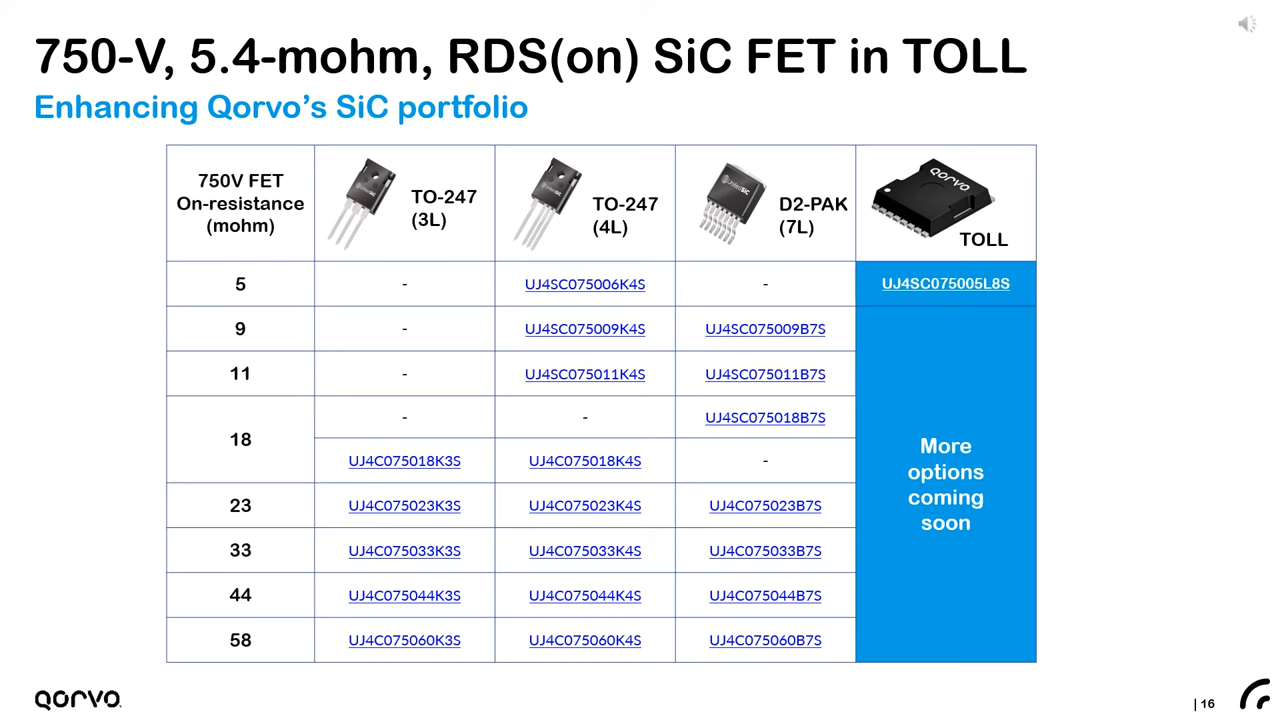 750-V, 5.4-mohm, RDS(on) SiC FET in TOLL
Enhancing Qorvo's SiC portfolio
750V FET
On-resistance
(mohm)
TO-247
(3L)
TO-247
(4L)
D2-PAK
(7L)
QORVO
TOLL
5
-
UJ4SC075006K4S
-
UJ4SC075005L8S
9
-
UJ4SC075009K4S
UJ4SC075009B7S
11
-
UJ4SC075011K4S
UJ4SC075011B7S
18
-
-
UJ4SC075018B7S
UJ4C075018K3S
UJ4C075018K4S
-
23
UJ4C075023K3S
UJ4C075023K4S
UJ4C075023B7S
33
UJ4C075033K3S
UJ4C075033K4S
UJ4C075033B7S
44
UJ4C075044K3S
UJ4C075044K4S
UJ4C075044B7S
58
UJ4C075060K3S
UJ4C075060K4S
UJ4C075060B7S
More
options
coming
soon
QORVO
| 16